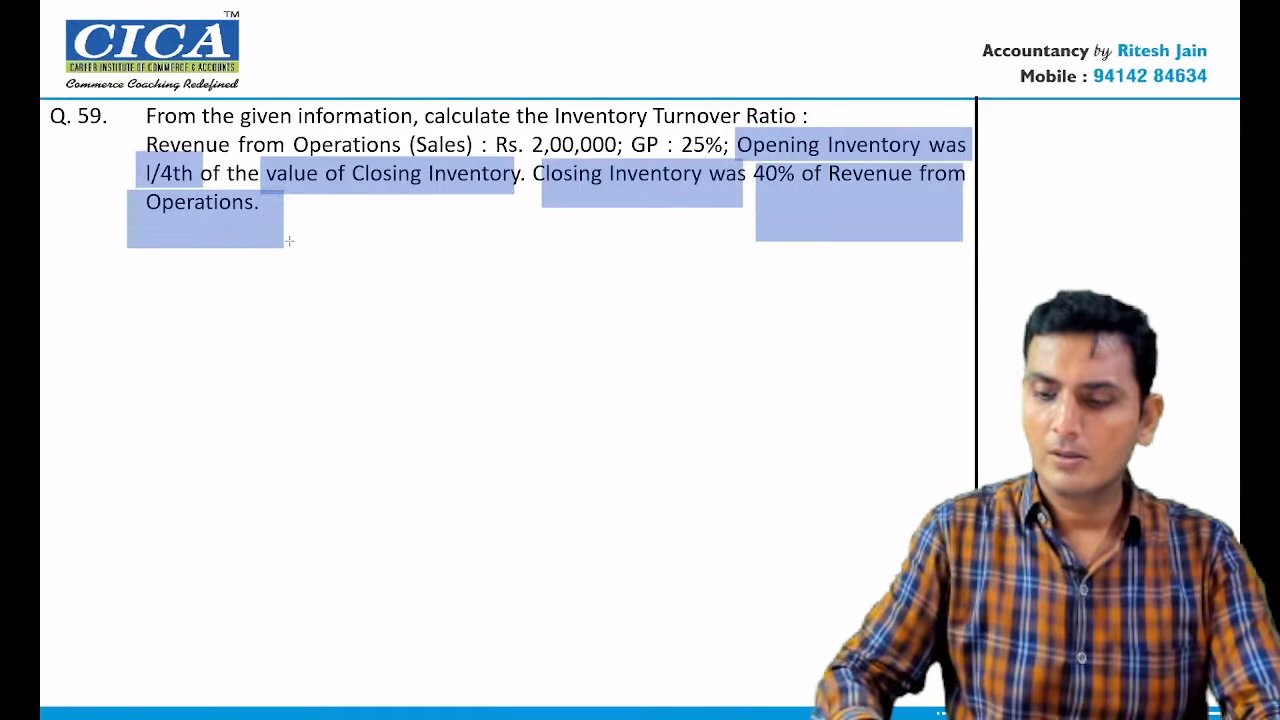 TM
CICA
CAREER INSTITUTE OF COMMERCE & ACCOUNTS
Commerce Coaching Redefined
Accountancy by Ritesh Jain
Mobile : 94142 84634
Q. 59. From the given information, calculate the Inventory Turnover Ratio :
Revenue from Operations (Sales) : Rs. 2,00,000; GP : 25%; Opening Inventory was
l/4th of the value of Closing Inventory. Closing Inventory was 40% of Revenue from
Operations.